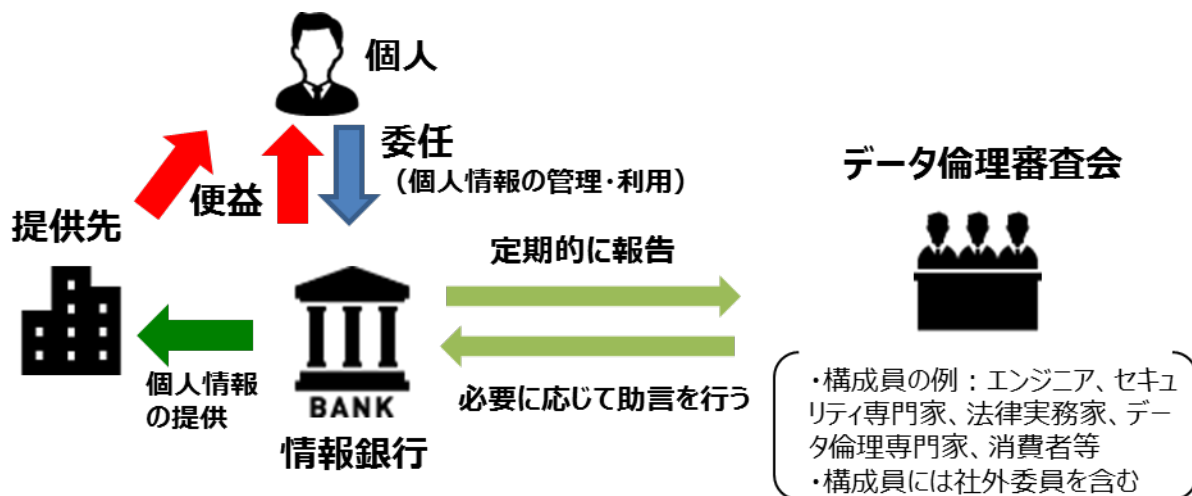 個人
委任
（個人情報の管理・利用）
便益
提供先
個人情報
の提供
BANK
情報銀行
定期的に報告
必要に応じて助言を行う
データ倫理審査会
・構成員の例：エンジニア、セキュ
リティ専門家、法律実務家、デー
タ倫理専門家、消費者等
・構成員には社外委員を含む